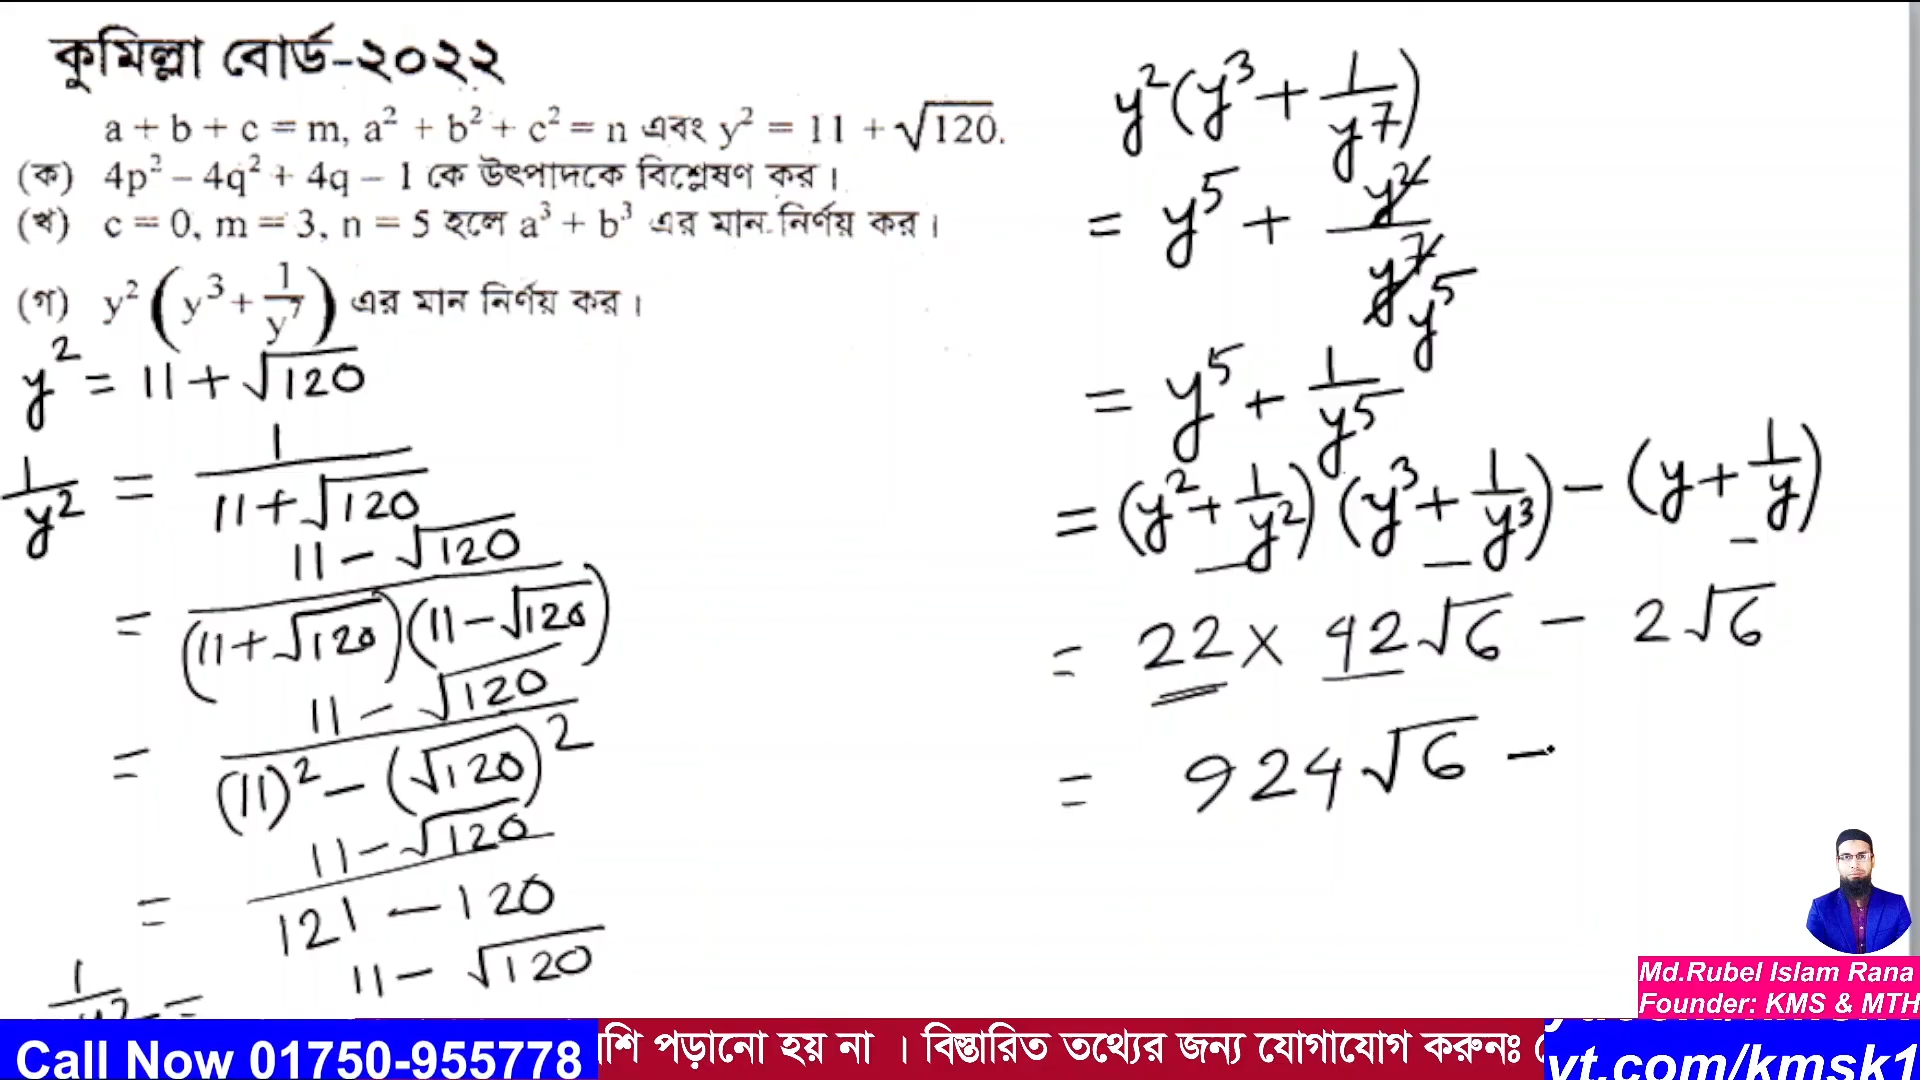 কুমিল্লা বোর্ড-২০২২
a + b + c = m, a² + b² + c² = n এবং y² = 11 + √120.
(ক) 4p² – 4q² + 4q – 1 কে উৎপাদকে বিশ্লেষণ কর।
(খ) c = 0, m = 3, n = 5 হলে a³ + b³ এর মান নির্ণয় কর।
(গ) y² (y³ + 1/y⁷) এর মান নির্ণয় কর।
y² = 11 + √120
1/y² = 1/(11 + √120)
= (11 – √120)/((11 + √120)(11 – √120))
= (11 – √120)/((11)² – (√120)²)
= (11 – √120)/(121 – 120)
11 – √120
y²(y³ + 1/y⁷)
= y⁵ + y²/y⁷ y⁵
= y⁵ + 1/y⁵
= (y² + 1/y²)(y³ + 1/y³) – (y + 1/y)
= 22 × 42√6 – 2√6
= 924√6 –
Md.Rubel Islam Rana
Founder: KMS & MTH
Call Now 01750-955778
শি পড়ানো হয় না । বিস্তারিত তথ্যের জন্য যোগাযোগ করুনঃ
yt.com/kmsk1